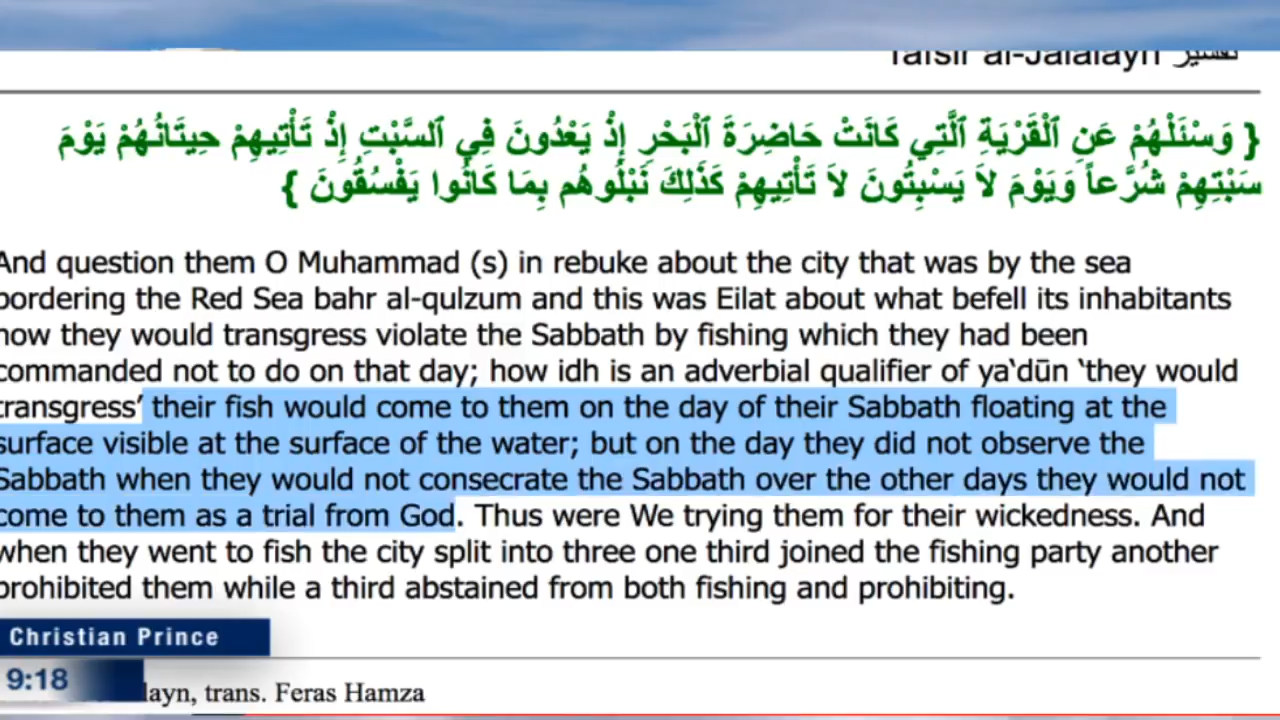 Tafsir al-Jalalayn تفسير
{ وَسْئَلْهُمْ عَنِ ٱلْقَرْيَةِ ٱلَّتِي كَانَتْ حَاضِرَةَ ٱلْبَحْرِ إِذْ يَعْدُونَ فِي ٱلسَّبْتِ إِذْ تَأْتِيهِمْ حِيتَانُهُمْ يَوْمَ
سَبْتِهِمْ شُرَّعاً وَيَوْمَ لاَ يَسْبِتُونَ لاَ تَأْتِيهِمْ كَذَلِكَ نَبْلُوهُم بِمَا كَانُوا يَفْسُقُونَ }
And question them O Muhammad (s) in rebuke about the city that was by the sea
bordering the Red Sea bahr al-qulzum and this was Eilat about what befell its inhabitants
how they would transgress violate the Sabbath by fishing which they had been
commanded not to do on that day; how idh is an adverbial qualifier of ya‘dūn ‘they would
transgress’ their fish would come to them on the day of their Sabbath floating at the
surface visible at the surface of the water; but on the day they did not observe the
Sabbath when they would not consecrate the Sabbath over the other days they would not
come to them as a trial from God. Thus were We trying them for their wickedness. And
when they went to fish the city split into three one third joined the fishing party another
prohibited them while a third abstained from both fishing and prohibiting.
Christian Prince
9:18
layn, trans. Feras Hamza